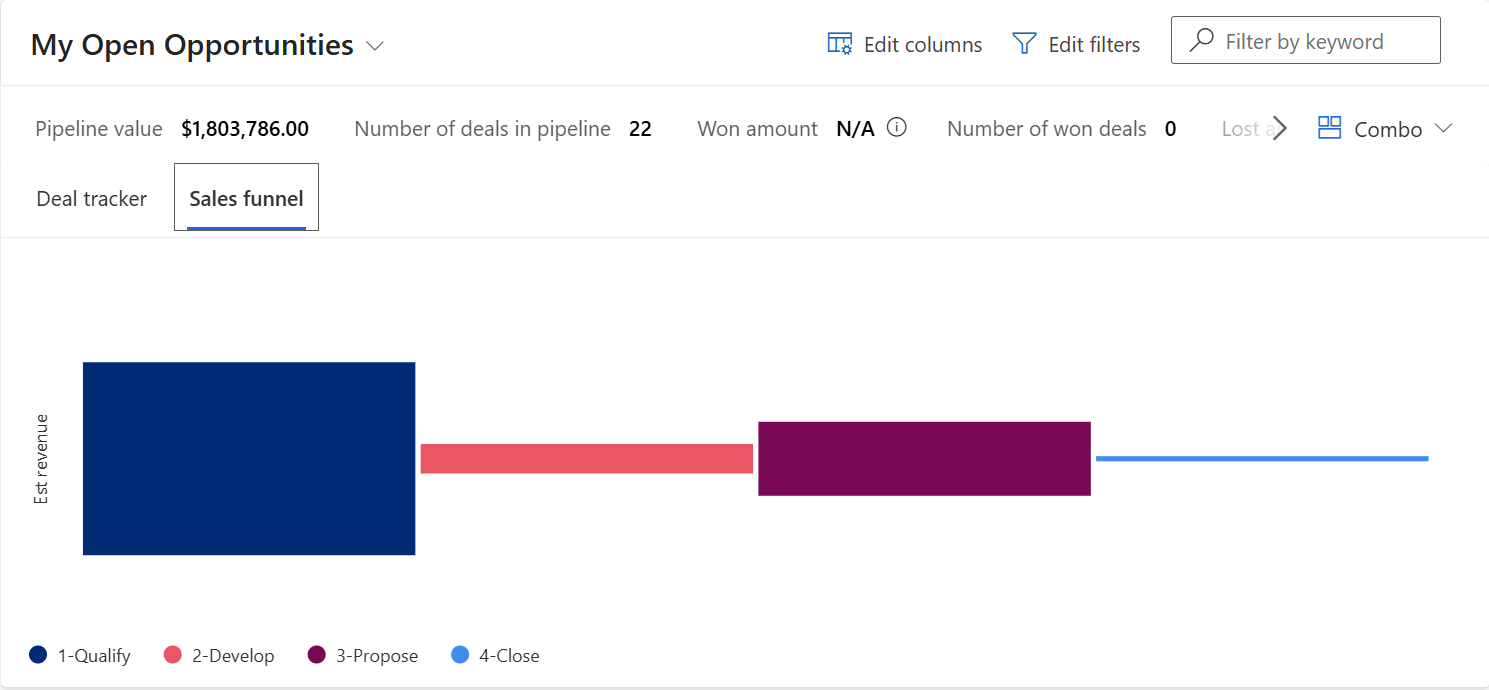 My Open Opportunities
Edit columns
Edit filters
Filter by keyword
Pipeline value $1,803,786.00
Number of deals in pipeline 22
Won amount N/A
Number of won deals 0
Lost
Combo
Deal tracker
Sales funnel
Est revenue
1-Qualify
2-Develop
3-Propose
4-Close